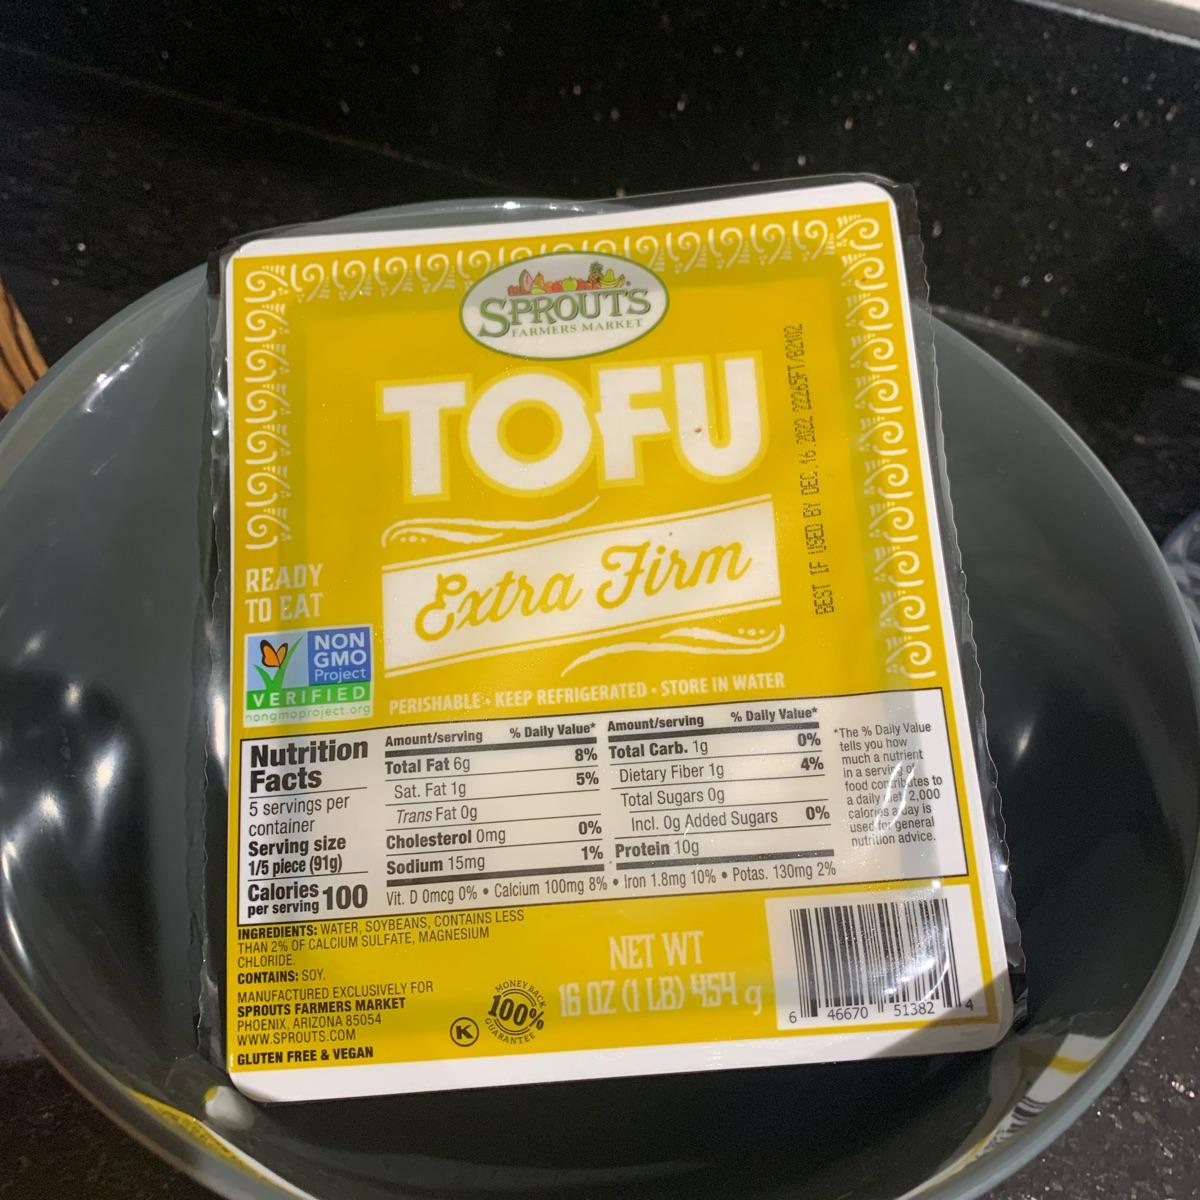 SPROUTS
FARMERS MARKET
TOFU
Extra Firm
BEST IF USED BY DEC.16.2022
READY
TO EAT
NON
GMO
Project
VERIFIED
nongmoproject.org
PERISHABLE • KEEP REFRIGERATED • STORE IN WATER
Nutrition
Facts
5 servings per
container
Serving size
1/5 piece (91g)
Calories
per serving 100
Amount/serving % Daily Value*
Total Fat 6g 8%
Sat. Fat 1g 5%
Trans Fat 0g
Cholesterol 0mg 0%
Sodium 15mg 1%
Amount/serving % Daily Value*
Total Carb. 1g 0%
Dietary Fiber 1g 4%
Total Sugars 0g
Incl. 0g Added Sugars 0%
Protein 10g
Vit. D 0mcg 0% • Calcium 100mg 8% • Iron 1.8mg 10% • Potas. 130mg 2%
*The % Daily Value
tells you how
much a nutrient
in a serving of
food contributes to
a daily diet. 2,000
calories a day is
used for general
nutrition advice.
INGREDIENTS: WATER, SOYBEANS, CONTAINS LESS
THAN 2% OF CALCIUM SULFATE, MAGNESIUM
CHLORIDE.
CONTAINS: SOY.
MANUFACTURED EXCLUSIVELY FOR
SPROUTS FARMERS MARKET
PHOENIX, ARIZONA 85054
WWW.SPROUTS.COM
GLUTEN FREE & VEGAN
K
MONEY BACK
100%
GUARANTEE
NET WT
16 OZ (1 LB) 454 g
6 46670 51382 4